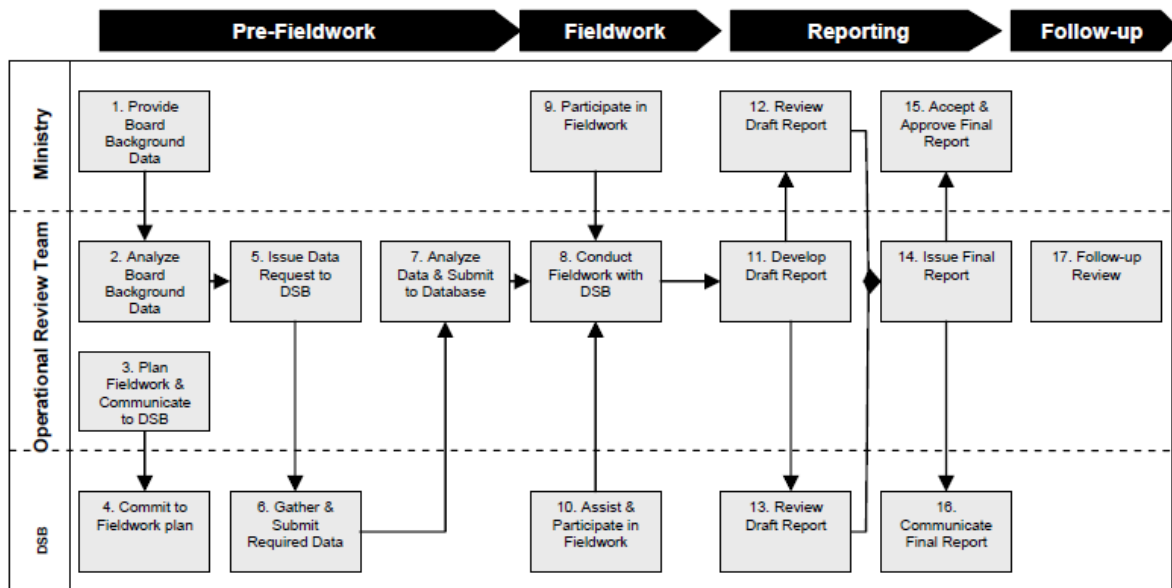 Pre-Fieldwork
Fieldwork
Reporting
Follow-up
Ministry
1. Provide
Board
Background
Data
9. Participate in
Fieldwork
12. Review
Draft Report
15. Accept &
Approve Final
Report
Operational Review Team
2. Analyze
Board
Background
Data
5. Issue Data
Request to
DSB
7. Analyze
Data & Submit
to Database
8. Conduct
Fieldwork with
DSB
11. Develop
Draft Report
14. Issue Final
Report
17. Follow-up
Review
3. Plan
Fieldwork &
Communicate
to DSB
DSB
4. Commit to
Fieldwork plan
6. Gather &
Submit
Required Data
10. Assist &
Participate in
Fieldwork
13. Review
Draft Report
16.
Communicate
Final Report